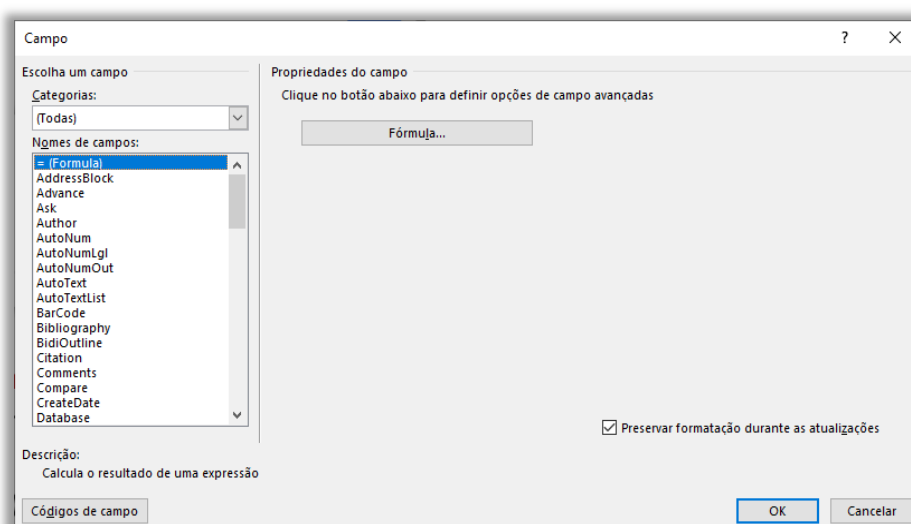 Campo
?
Escolha um campo
Categorias:
(Todas)
Nomes de campos:
= (Formula)
AddressBlock
Advance
Ask
Author
AutoNum
AutoNumLgl
AutoNumOut
AutoText
AutoTextList
BarCode
Bibliography
BidiOutline
Citation
Comments
Compare
CreateDate
Database
Propriedades do campo
Clique no botão abaixo para definir opções de campo avançadas
Fórmula...
Preservar formatação durante as atualizações
Descrição:
Calcula o resultado de uma expressão
Códigos de campo
OK
Cancelar